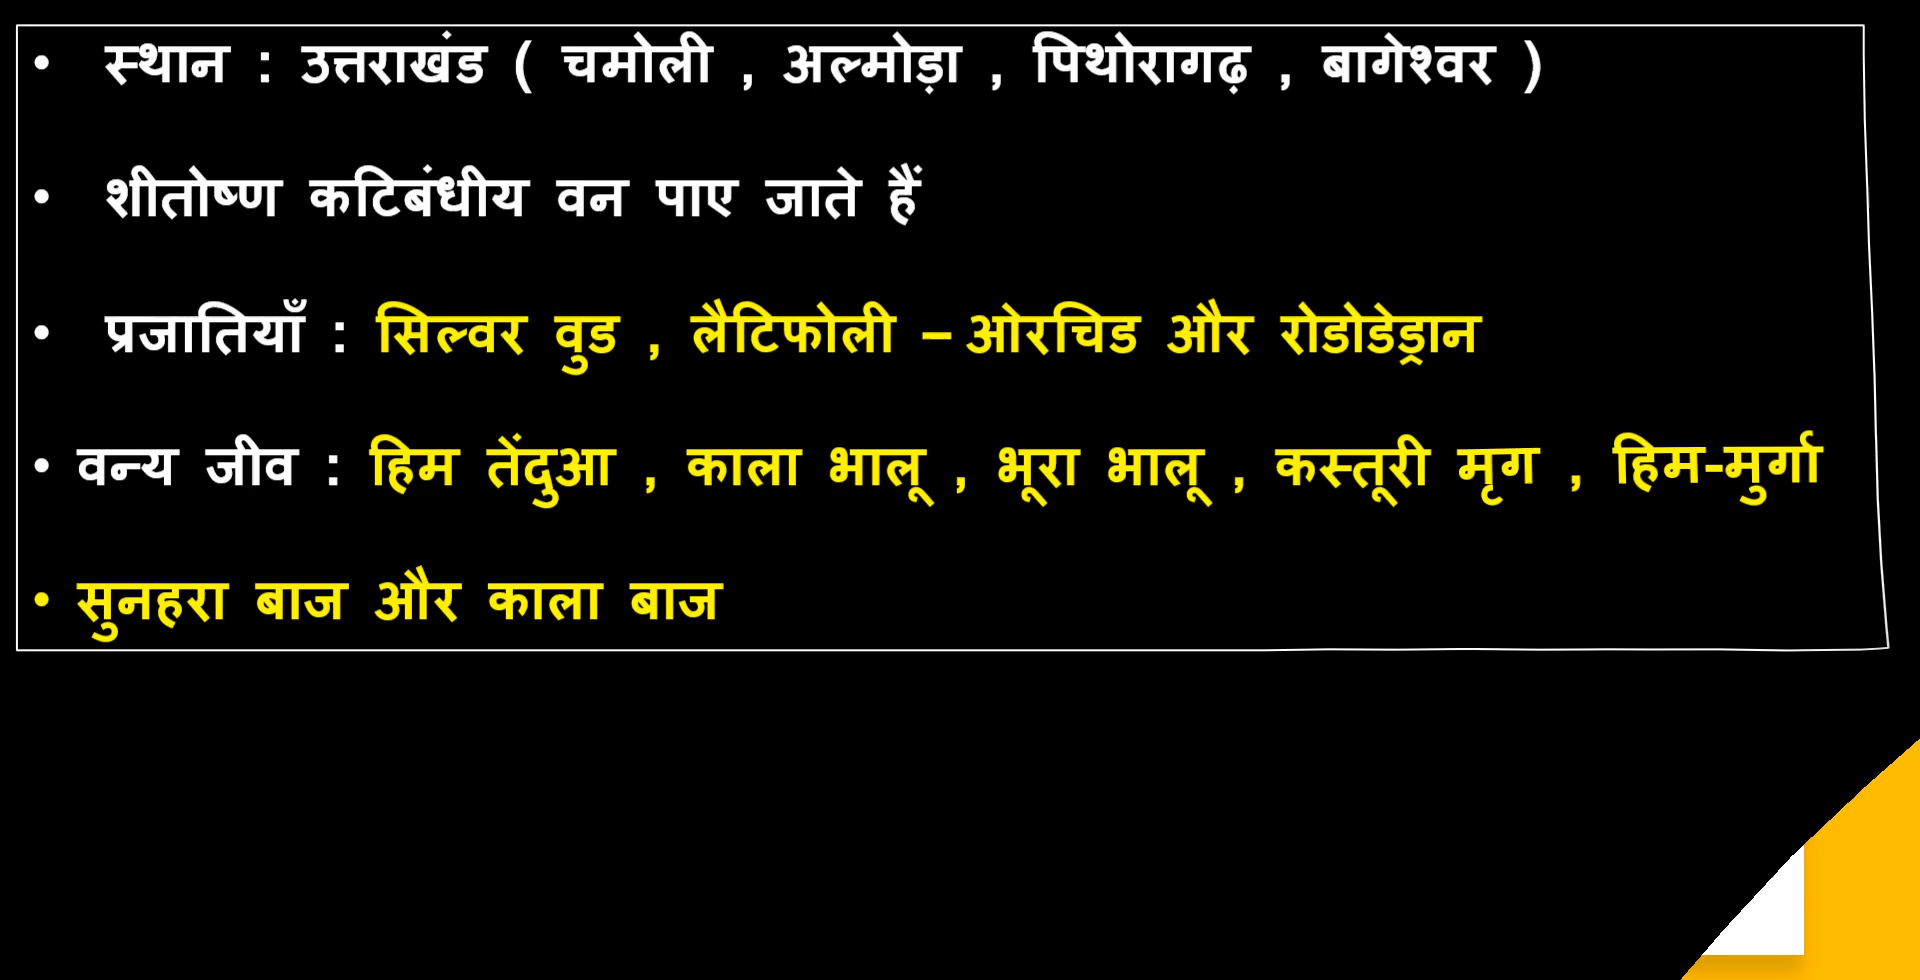 • स्थान : उत्तराखंड ( चमोली , अल्मोड़ा , पिथोरागढ़ , बागेश्वर )
• शीतोष्ण कटिबंधीय वन पाए जाते हैं
• प्रजातियाँ : सिल्वर वुड , लैटिफोली – ओरचिड और रोडोडेड्रान
• वन्य जीव : हिम तेंदुआ , काला भालू , भूरा भालू , कस्तूरी मृग , हिम-मुर्गा
• सुनहरा बाज और काला बाज